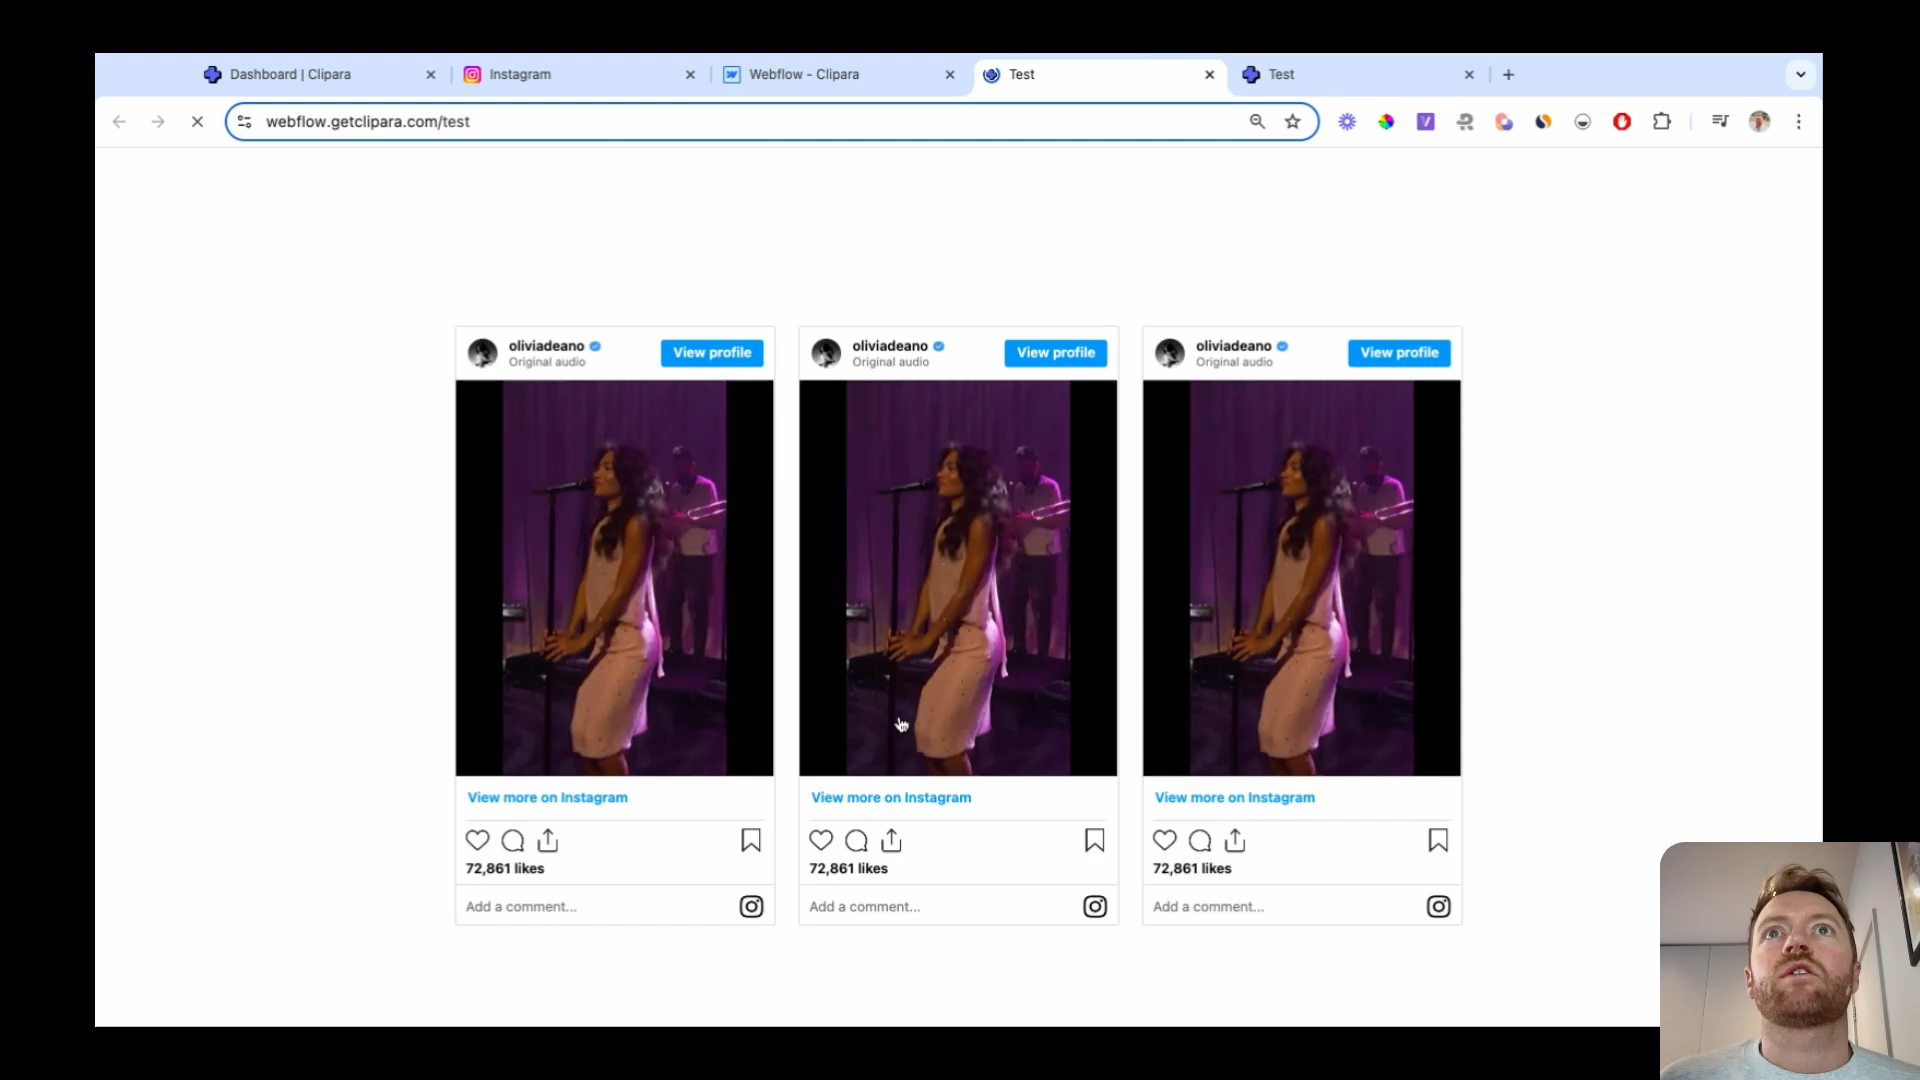 Dashboard | Clipara
Instagram
Webflow - Clipara
Test
Test
webflow.getclipara.com/test
oliviadeano
Original audio
View profile
View more on Instagram
72,861 likes
Add a comment...
oliviadeano
Original audio
View profile
View more on Instagram
72,861 likes
Add a comment...
oliviadeano
Original audio
View profile
View more on Instagram
72,861 likes
Add a comment...